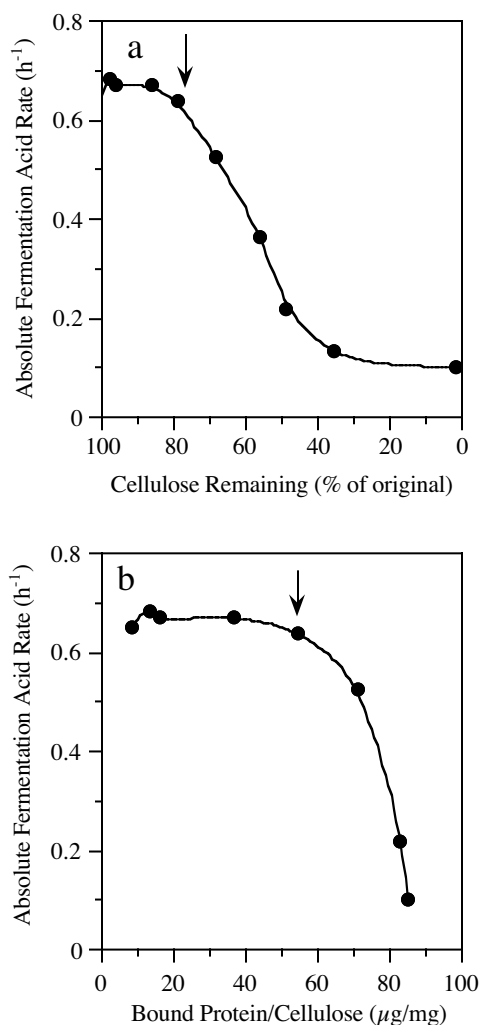 a
Absolute Fermentation Acid Rate (h⁻¹)
0.8
0.6
0.4
0.2
0
100 80 60 40 20 0
Cellulose Remaining (% of original)
b
Absolute Fermentation Acid Rate (h⁻¹)
0.8
0.6
0.4
0.2
0
0 20 40 60 80 100
Bound Protein/Cellulose (µg/mg)